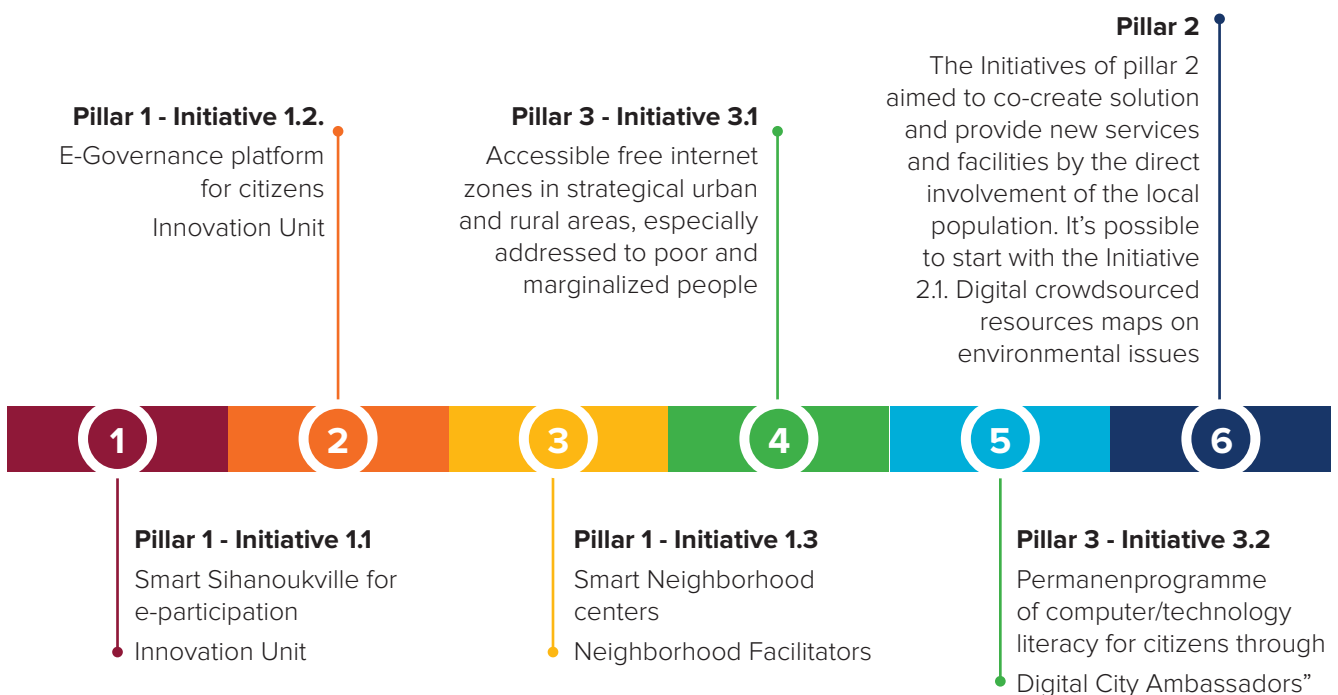 Pillar 2
The Initiatives of pillar 2
aimed to co-create solution
and provide new services
and facilities by the direct
involvement of the local
population. It’s possible
to start with the Initiative
2.1. Digital crowdsourced
resources maps on
environmental issues
Pillar 1 - Initiative 1.2.
E-Governance platform
for citizens
Innovation Unit
Pillar 3 - Initiative 3.1
Accessible free internet
zones in strategical urban
and rural areas, especially
addressed to poor and
marginalized people
1
2
3
4
5
6
Pillar 1 - Initiative 1.1
Smart Sihanoukville for
e-participation
Innovation Unit
Pillar 1 - Initiative 1.3
Smart Neighborhood
centers
Neighborhood Facilitators
Pillar 3 - Initiative 3.2
Permanenprogramme
of computer/technology
literacy for citizens through
Digital City Ambassadors”